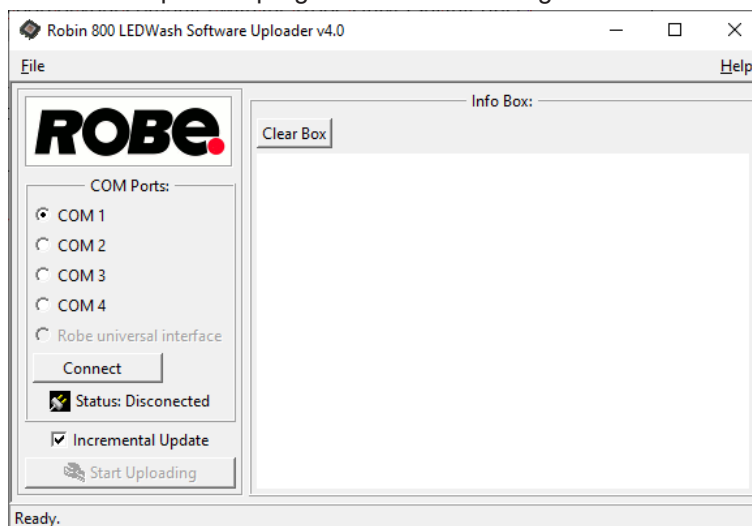 Robin 800 LEDWash Software Uploader v4.0
File
Help
ROBE
Info Box:
Clear Box
COM Ports:
COM 1
COM 2
COM 3
COM 4
Robe universal interface
Connect
Status: Disconected
Incremental Update
Start Uploading
Ready.